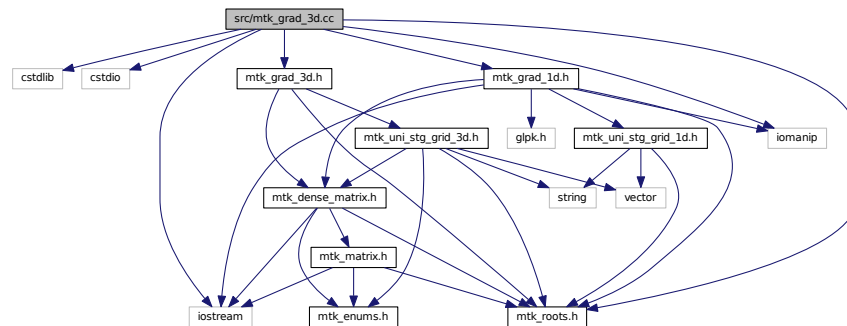 src/mtk_grad_3d.cc
cstdlib
cstdio
mtk_grad_3d.h
mtk_grad_1d.h
mtk_uni_stg_grid_3d.h
glpk.h
mtk_uni_stg_grid_1d.h
iomanip
mtk_dense_matrix.h
string
vector
mtk_matrix.h
iostream
mtk_enums.h
mtk_roots.h